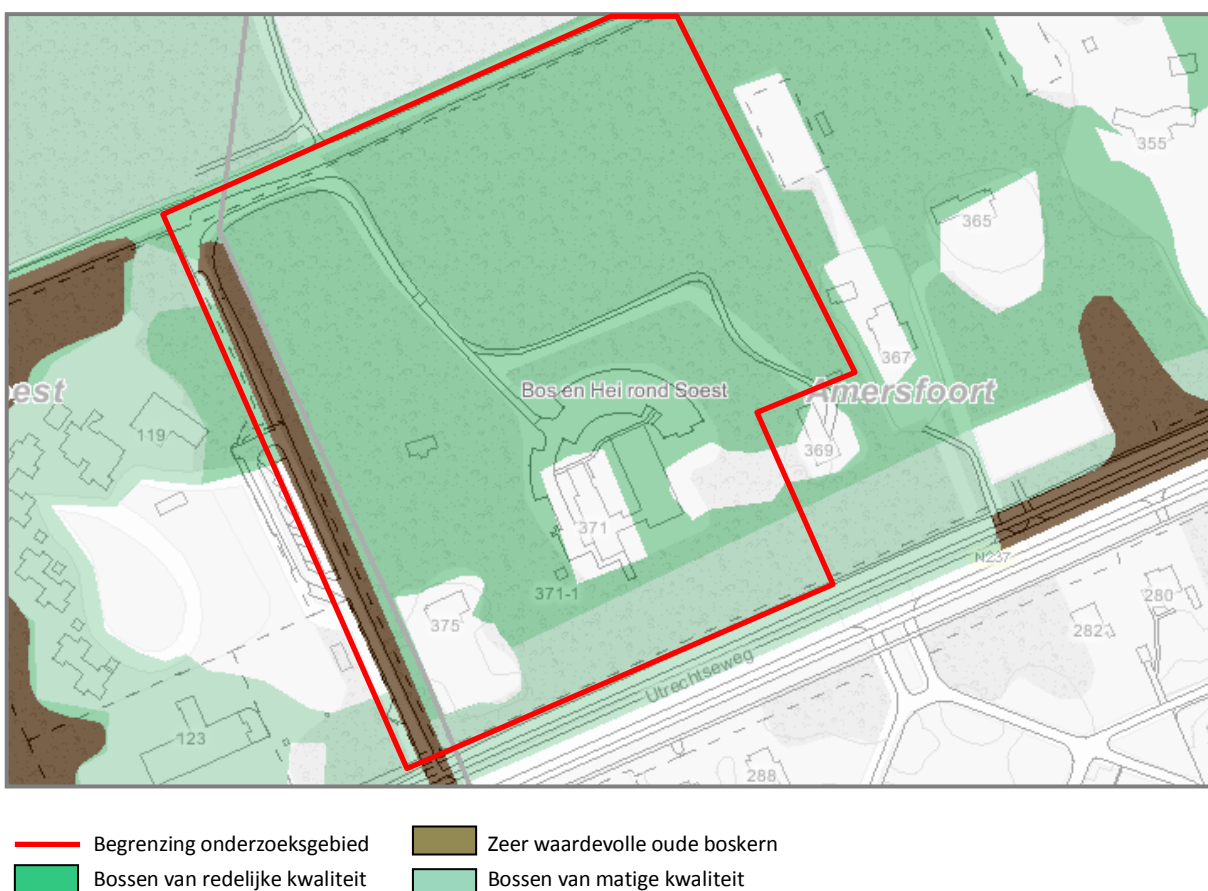 355
365
367
Bos en Hei rond Soest
Amersfoort
est
119
369
371
N237
371-1
375
280
282
Utrechtseweg
123
288
Begrenzing onderzoeksgebied
Zeer waardevolle oude boskern
Bossen van redelijke kwaliteit
Bossen van matige kwaliteit